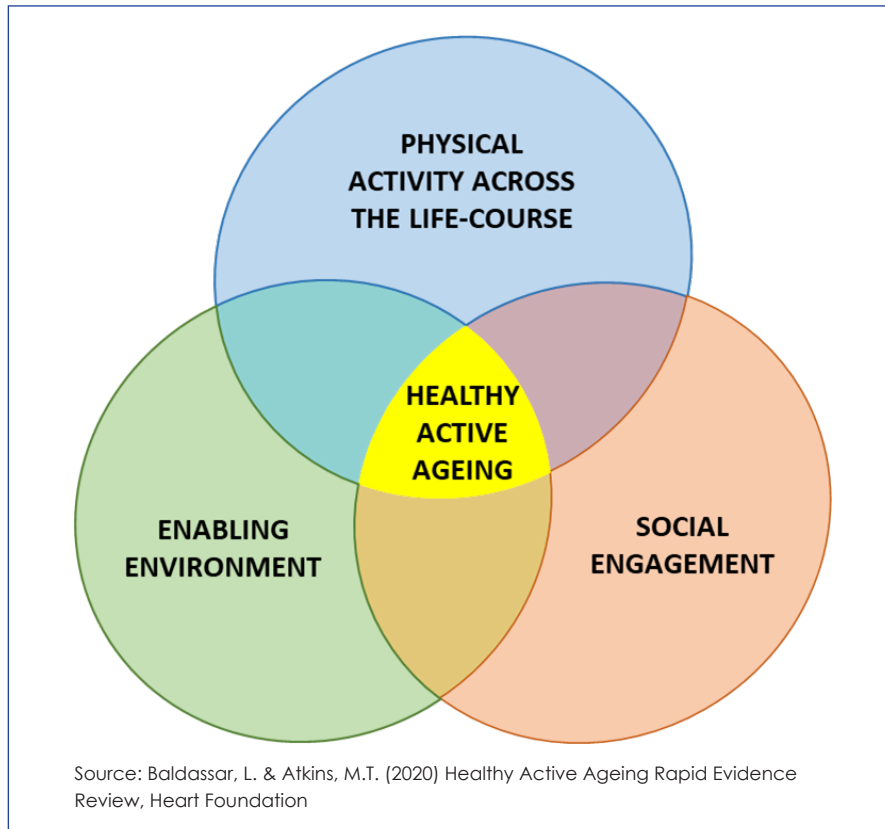 PHYSICAL
ACTIVITY ACROSS
THE LIFE-COURSE
HEALTHY
ACTIVE
AGEING
ENABLING
ENVIRONMENT
SOCIAL
ENGAGEMENT
Source: Baldassar, L. & Atkins, M.T. (2020) Healthy Active Ageing Rapid Evidence
Review, Heart Foundation